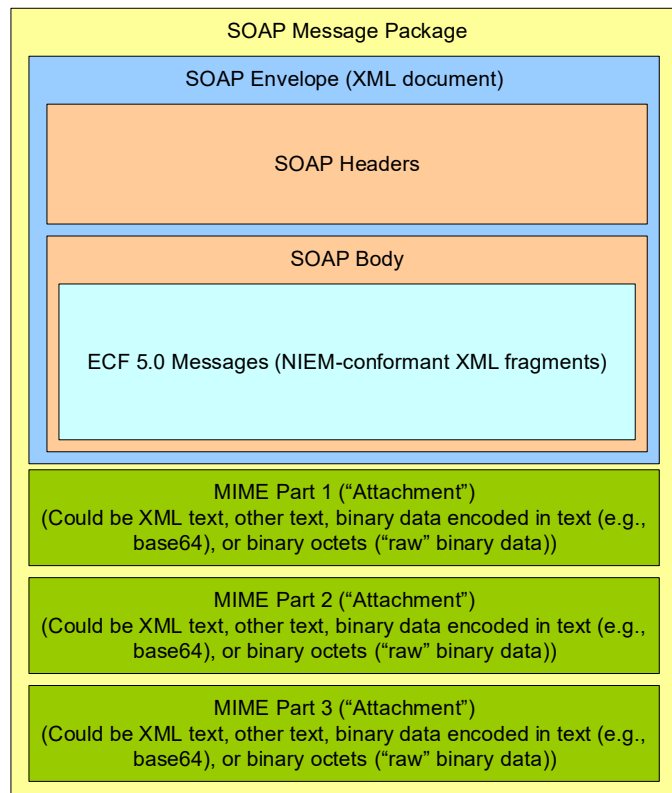 SOAP Message Package
SOAP Envelope (XML document)
SOAP Headers
SOAP Body
ECF 5.0 Messages (NIEM-conformant XML fragments)
MIME Part 1 (“Attachment”)
(Could be XML text, other text, binary data encoded in text (e.g.,
base64), or binary octets (“raw” binary data))
MIME Part 2 (“Attachment”)
(Could be XML text, other text, binary data encoded in text (e.g.,
base64), or binary octets (“raw” binary data))
MIME Part 3 (“Attachment”)
(Could be XML text, other text, binary data encoded in text (e.g.,
base64), or binary octets (“raw” binary data))